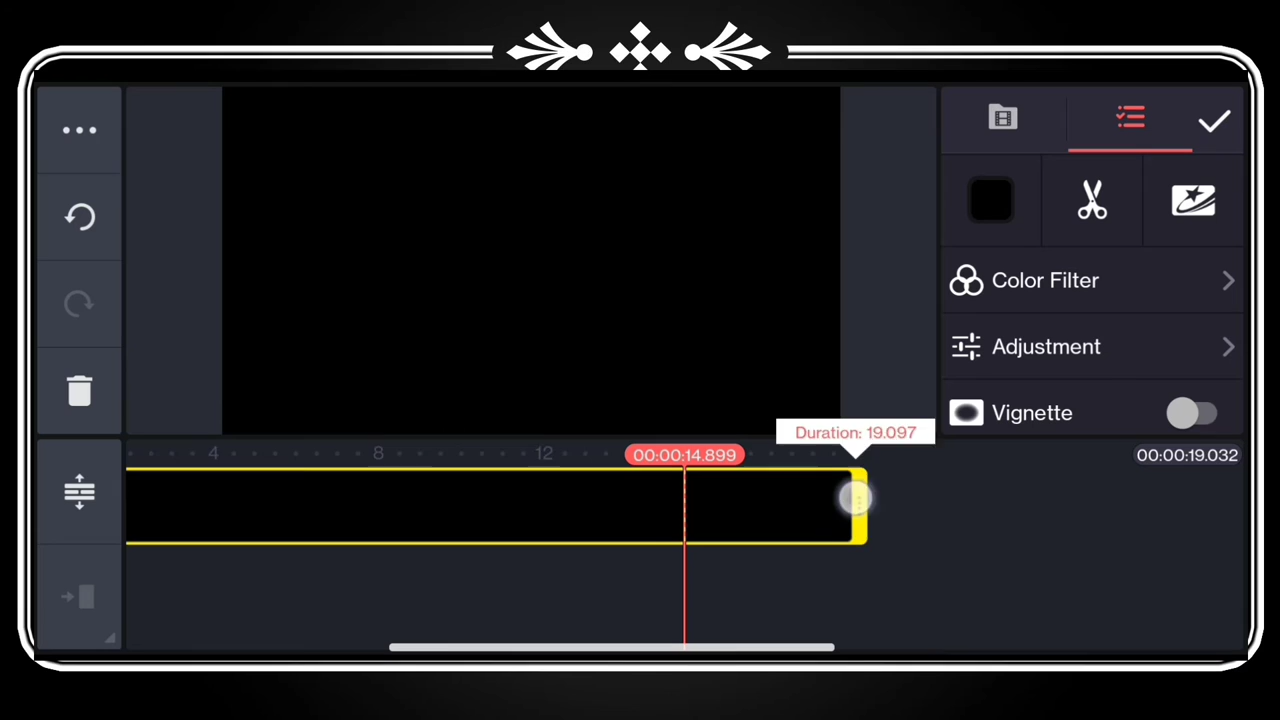 Color Filter
Adjustment
Vignette
Duration: 19.097
4 8 12 00:00:14.899 00:00:19.032